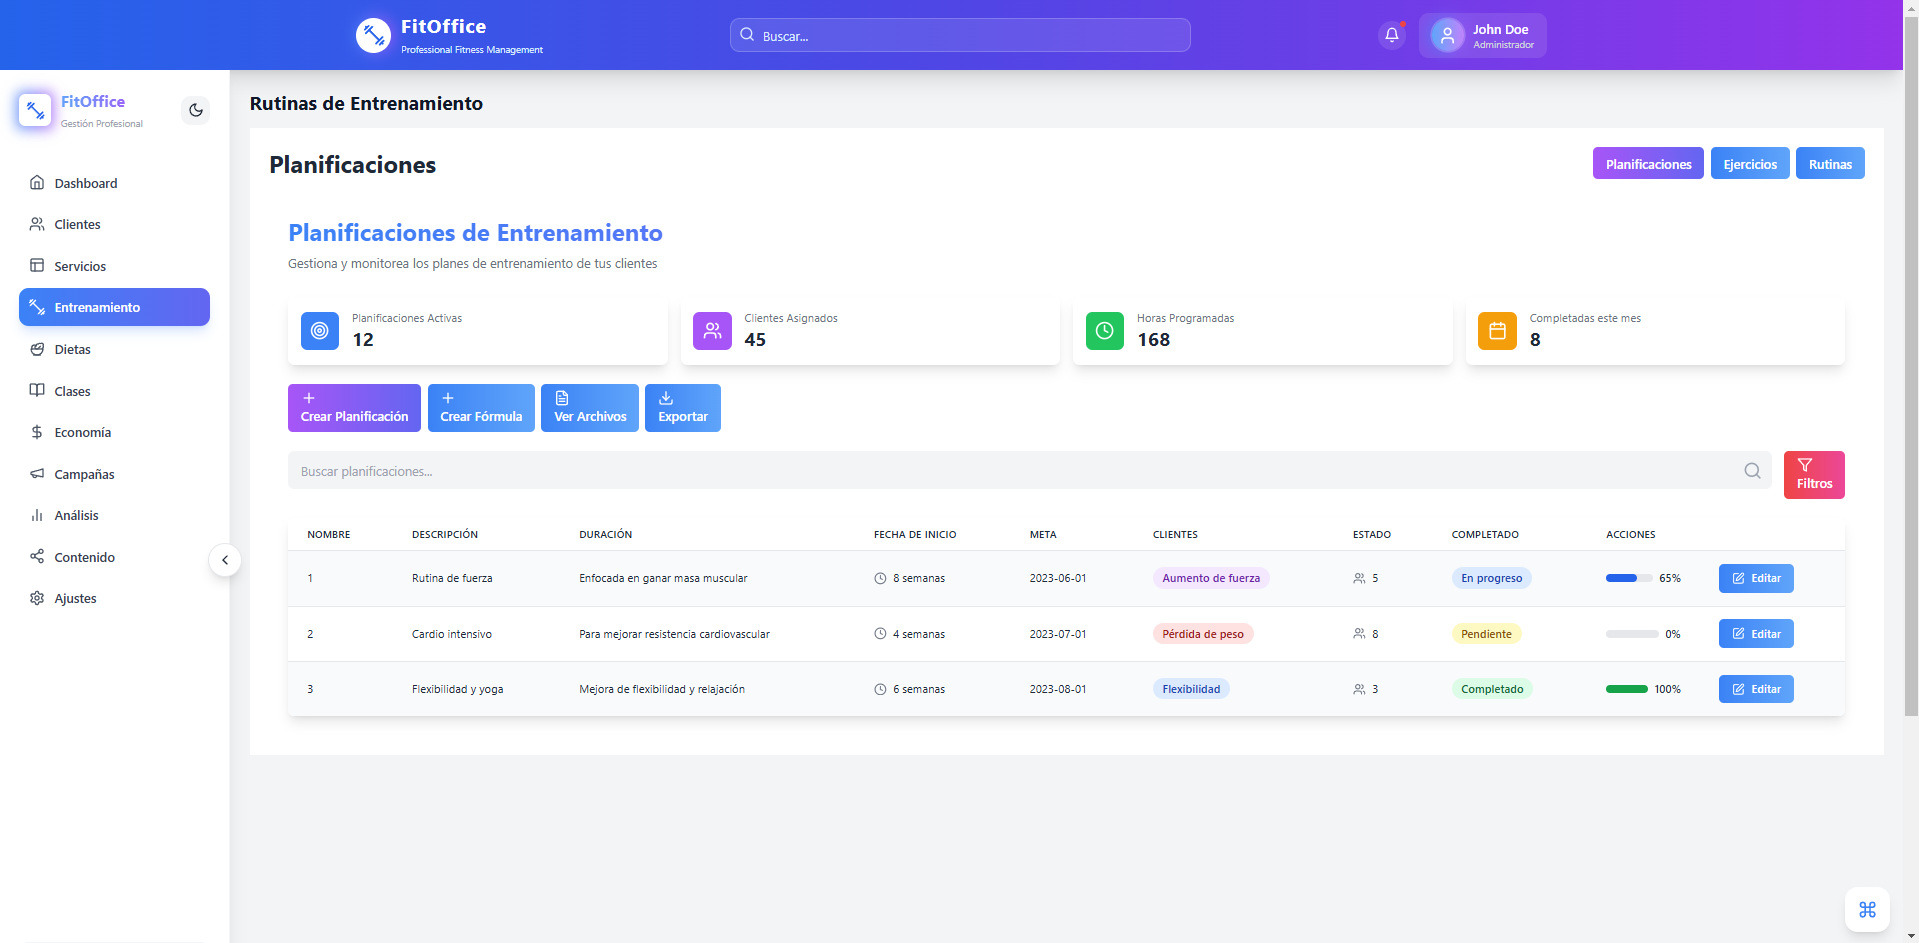 FitOffice
Professional Fitness Management
Buscar...
John Doe
Administrador
FitOffice
Gestión Profesional
Dashboard
Clientes
Servicios
Entrenamiento
Dietas
Clases
Economía
Campañas
Análisis
Contenido
Ajustes
Rutinas de Entrenamiento
Planificaciones
Planificaciones Ejercicios Rutinas
Planificaciones de Entrenamiento
Gestiona y monitorea los planes de entrenamiento de tus clientes
Planificaciones Activas
12
Clientes Asignados
45
Horas Programadas
168
Completadas este mes
8
Crear Planificación Crear Fórmula Ver Archivos Exportar
Buscar planificaciones...
Filtros
NOMBRE DESCRIPCIÓN DURACIÓN FECHA DE INICIO META CLIENTES ESTADO COMPLETADO ACCIONES
1 Rutina de fuerza Enfocada en ganar masa muscular 8 semanas 2023-06-01 Aumento de fuerza 5 En progreso 65% Editar
2 Cardio intensivo Para mejorar resistencia cardiovascular 4 semanas 2023-07-01 Pérdida de peso 8 Pendiente 0% Editar
3 Flexibilidad y yoga Mejora de flexibilidad y relajación 6 semanas 2023-08-01 Flexibilidad 3 Completado 100% Editar